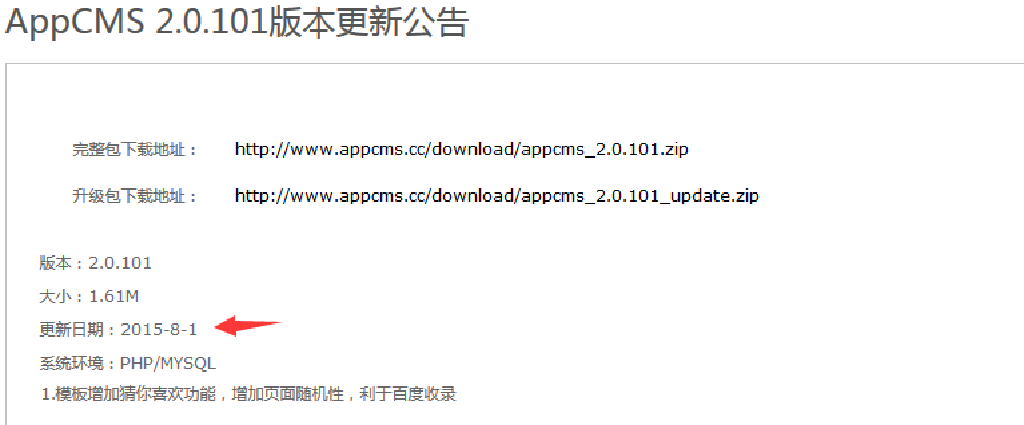 AppCMS 2.0.101版本更新公告
完整包下载地址： http://www.appcms.cc/download/appcms_2.0.101.zip
升级包下载地址： http://www.appcms.cc/download/appcms_2.0.101_update.zip
版本：2.0.101
大小：1.61M
更新日期：2015-8-1
系统环境：PHP/MYSQL
1.模板增加猜你喜欢功能，增加页面随机性，利于百度收录